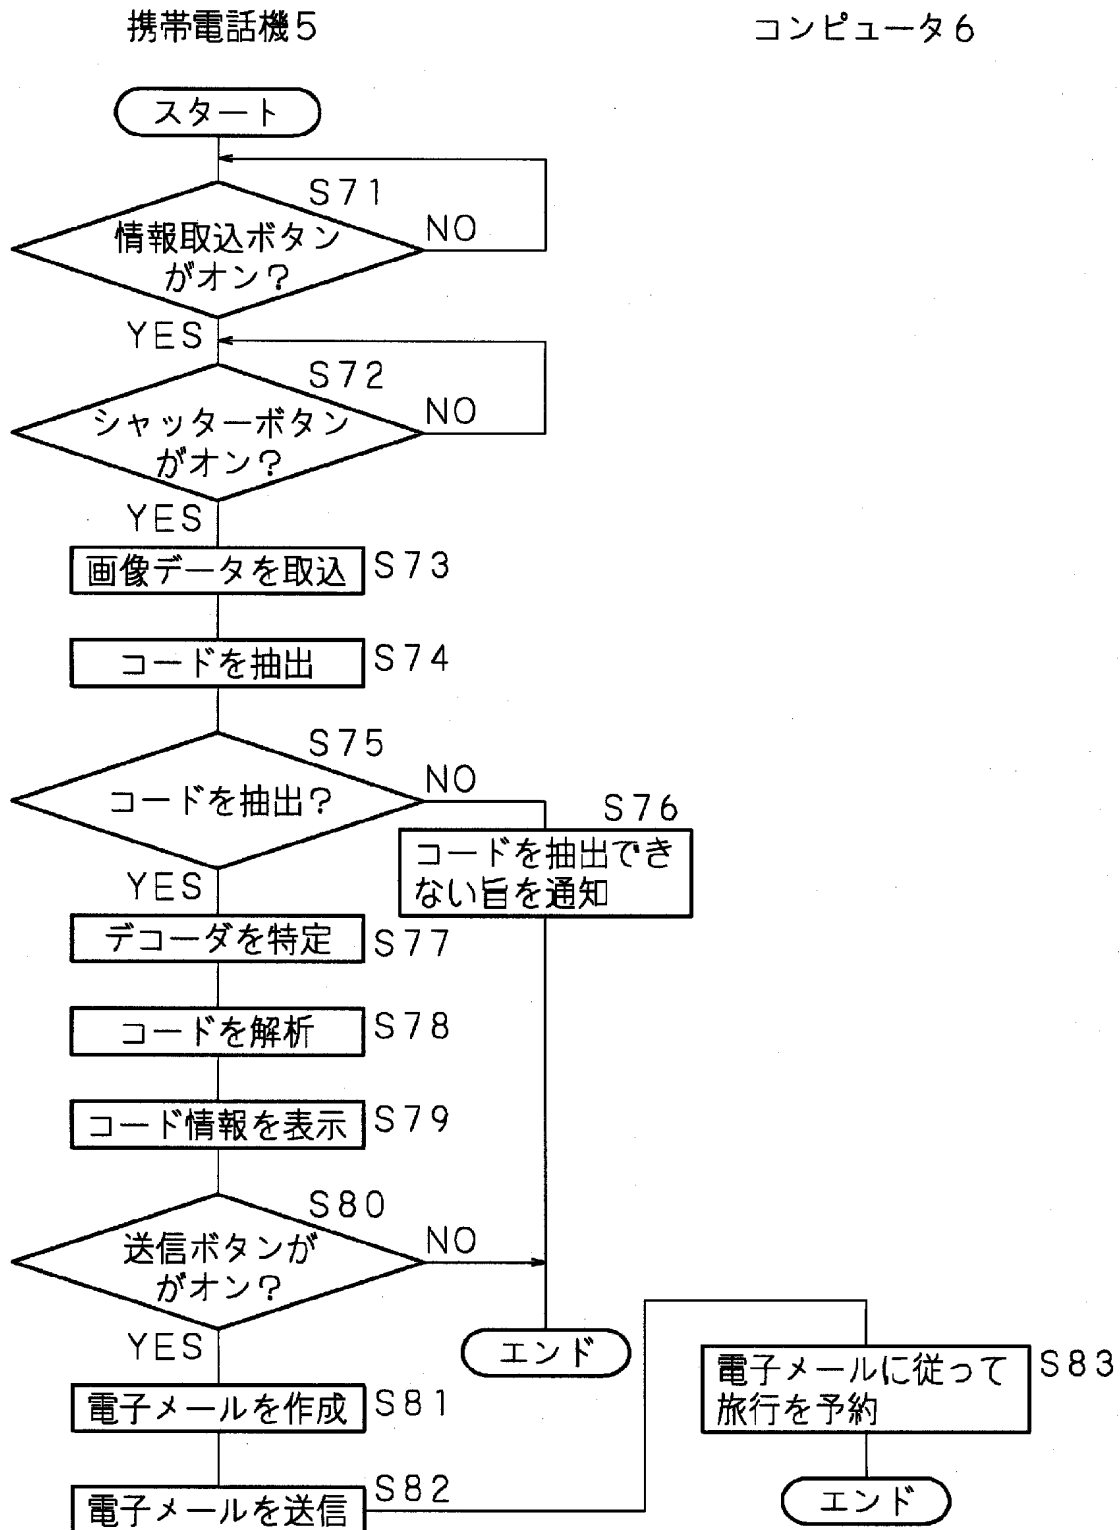 携帯電話機5
コンピュータ6
スタート
S71
情報取込ボタン
がオン?
NO
YES
S72
シャッターボタン
がオン?
NO
YES
画像データを取込
S73
コードを抽出
S74
S75
コードを抽出?
NO
YES
S76
コードを抽出でき
ない旨を通知
デコーダを特定
S77
コードを解析
S78
コード情報を表示
S79
S80
送信ボタンが
がオン?
NO
YES
エンド
電子メールを作成
S81
電子メールを送信
S82
電子メールに従って
旅行を予約
S83
エンド